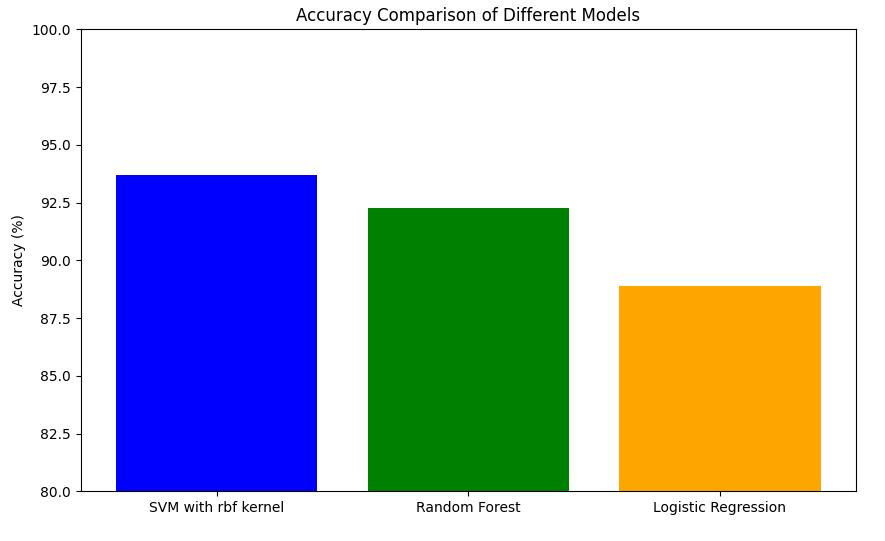 Accuracy Comparison of Different Models
Accuracy (%)
100.0
97.5
95.0
92.5
90.0
87.5
85.0
82.5
80.0
SVM with rbf kernel
Random Forest
Logistic Regression